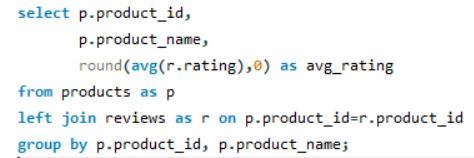 select p.product_id,
p.product_name,
round(avg(r.rating),0) as avg_rating
from products as p
left join reviews as r on p.product_id=r.product_id
group by p.product_id, p.product_name;